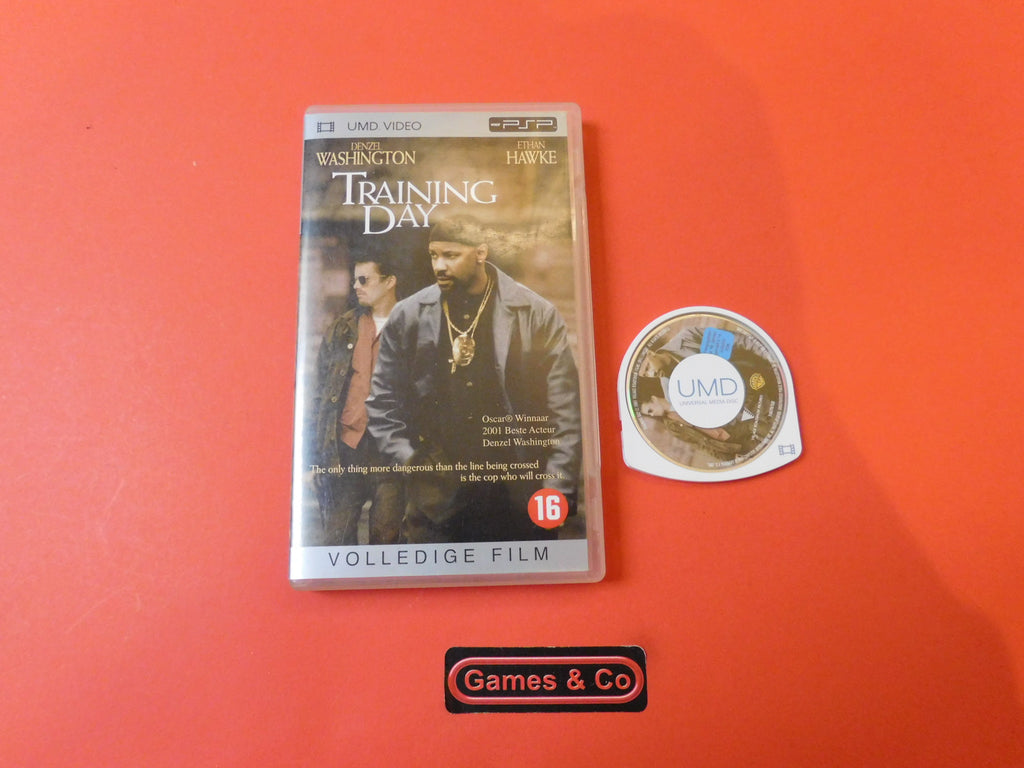 UMD VIDEO
PSP
DENZEL
WASHINGTON
ETHAN
HAWKE
TRAINING
DAY
Oscar® Winnaar
2001 Beste Acteur
Denzel Washington
The only thing more dangerous than the line being crossed
is the cop who will cross it.
16
VOLLEDIGE FILM
UMD
UNIVERSAL MEDIA DISC
Games & Co